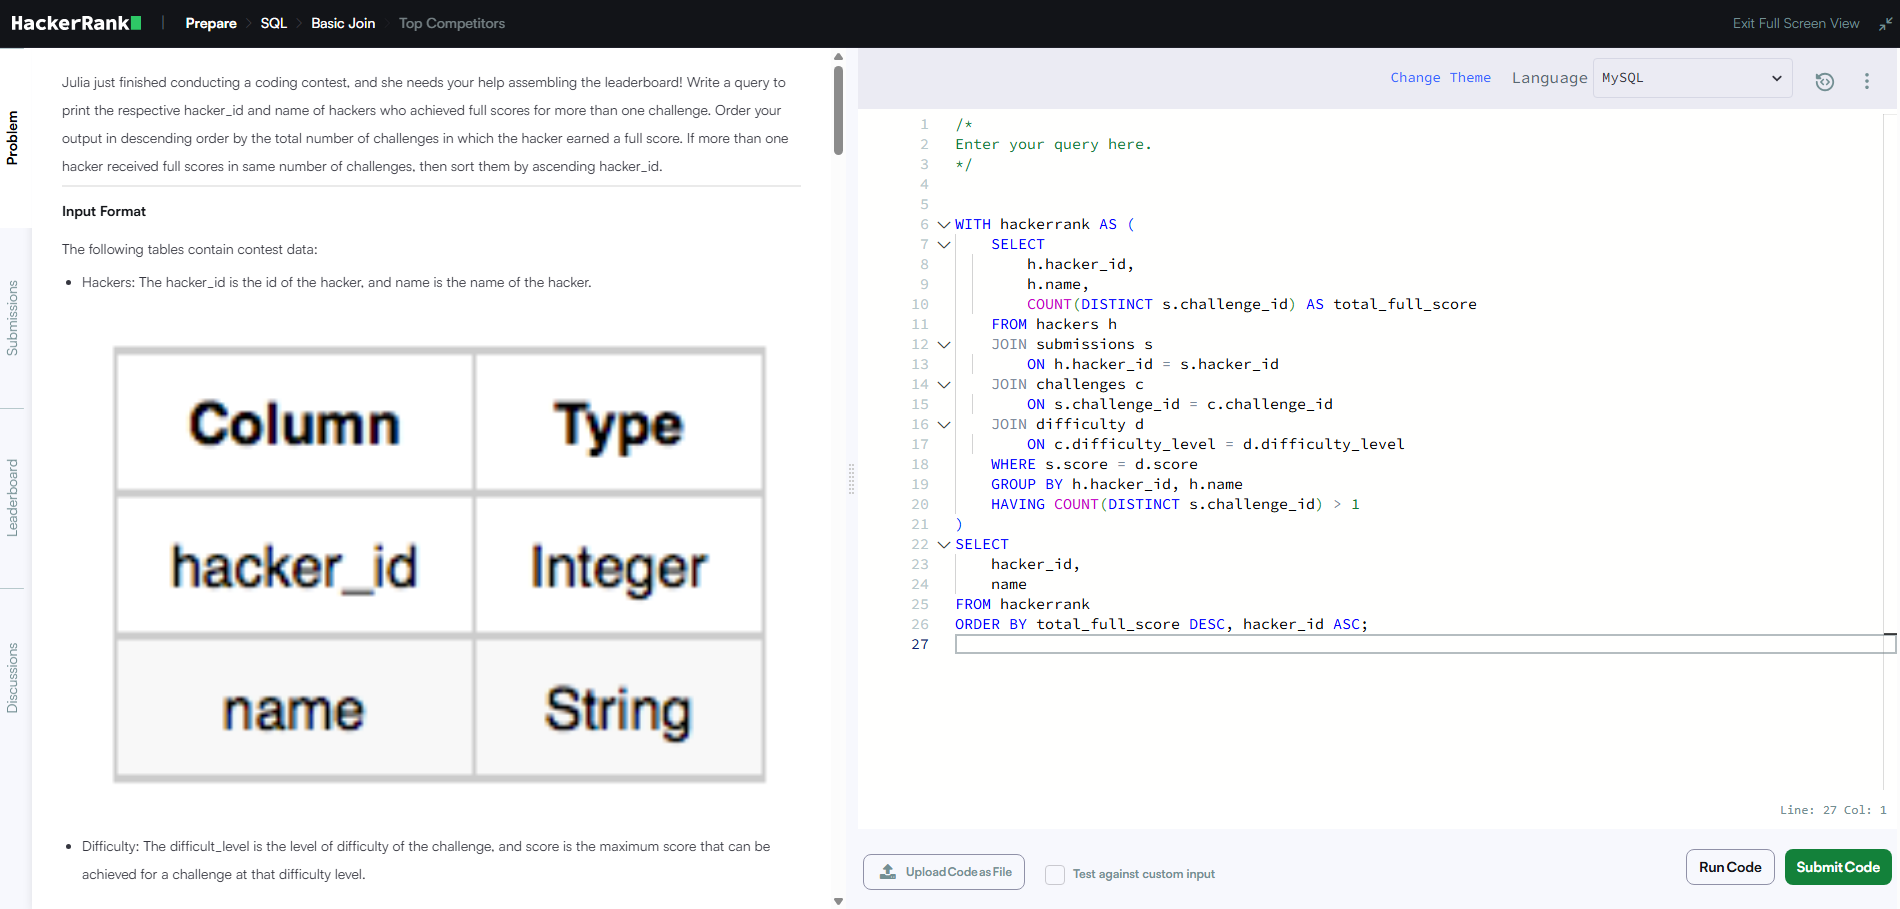 HackerRank | Prepare > SQL > Basic Join > Top Competitors
Exit Full Screen View
Problem
Submissions
Leaderboard
Discussions
Julia just finished conducting a coding contest, and she needs your help assembling the leaderboard! Write a query to
print the respective hacker_id and name of hackers who achieved full scores for more than one challenge. Order your
output in descending order by the total number of challenges in which the hacker earned a full score. If more than one
hacker received full scores in same number of challenges, then sort them by ascending hacker_id.
Input Format
The following tables contain contest data:
• Hackers: The hacker_id is the id of the hacker, and name is the name of the hacker.
Column Type
hacker_id Integer
name String
• Difficulty: The difficult_level is the level of difficulty of the challenge, and score is the maximum score that can be
achieved for a challenge at that difficulty level.
Change Theme Language MySQL
1 /*
2 Enter your query here.
3 */
4
5
6 WITH hackerrank AS (
7 SELECT
8 h.hacker_id,
9 h.name,
10 COUNT(DISTINCT s.challenge_id) AS total_full_score
11 FROM hackers h
12 JOIN submissions s
13 ON h.hacker_id = s.hacker_id
14 JOIN challenges c
15 ON s.challenge_id = c.challenge_id
16 JOIN difficulty d
17 ON c.difficulty_level = d.difficulty_level
18 WHERE s.score = d.score
19 GROUP BY h.hacker_id, h.name
20 HAVING COUNT(DISTINCT s.challenge_id) > 1
21 )
22 SELECT
23 hacker_id,
24 name
25 FROM hackerrank
26 ORDER BY total_full_score DESC, hacker_id ASC;
27
Line: 27 Col: 1
Upload Code as File
Test against custom input
Run Code
Submit Code